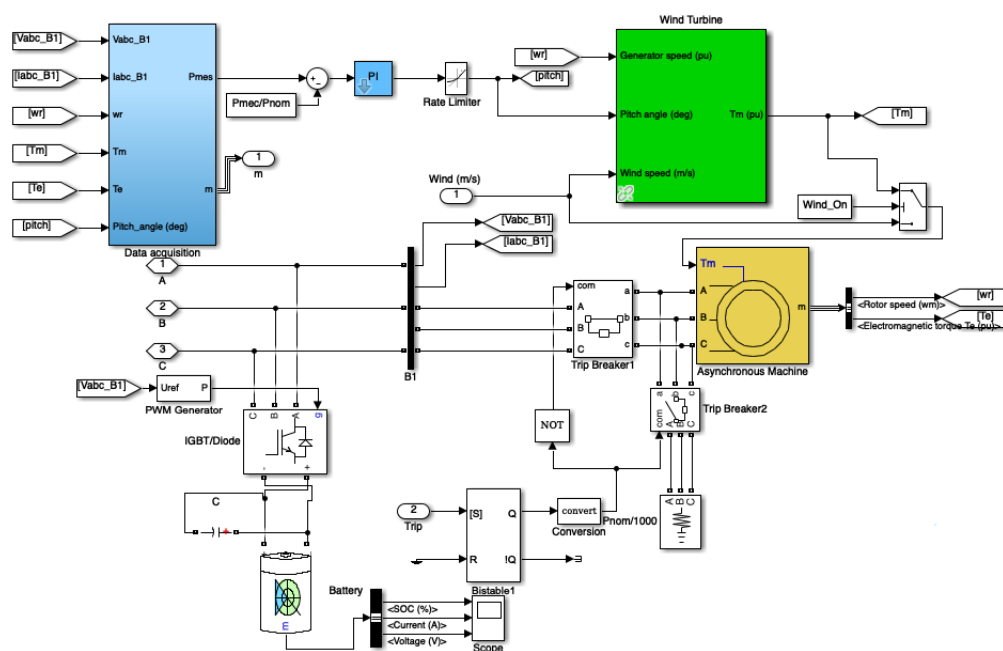 Wind Turbine
[Vabc_B1]
Vabc_B1
[Iabc_B1]
Iabc_B1
Pmes
[wr]
wr
[Tm]
Tm
[Te]
Te
m
[pitch]
Pitch_angle (deg)
Data acquisition
1
m
+
-
Pmec/Pnom
PI
Rate Limiter
[wr]
[pitch]
Generator speed (pu)
Pitch angle (deg)
Tm (pu)
Wind speed (m/s)
[Tm]
Wind (m/s)
1
Wind_On
[Vabc_B1]
[Iabc_B1]
1
A
2
B
3
C
B1
com
A
B
C
a
b
c
Trip Breaker1
Tm
A
B
C
m
Asynchronous Machine
[wr]
<Rotor speed (wm)>
[Te]
<Electromagnetic torque Te (pu)>
[Vabc_B1]
Uref
P
PWM Generator
C
B
A
g
IGBT/Diode
-
+
C
+
NOT
a
b
c
com
A
B
C
Trip Breaker2
A
B
C
Pnom/1000
2
Trip
[S]
Q
R
!Q
Bistable1
convert
Conversion
+
-
m
Battery
<SOC (%)>
<Current (A)>
<Voltage (V)>
Scope